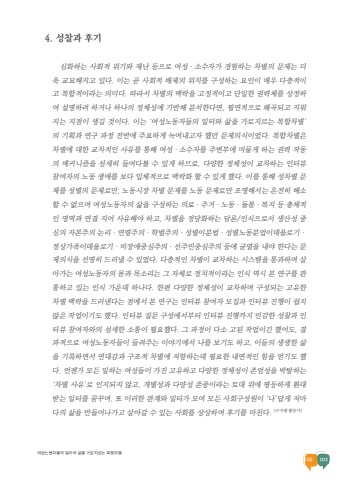 4. 성찰과 후기
심화하는 사회적 위기와 재난 등으로 여성·소수자가 경험하는 차별의 문제는 더
욱 교묘해지고 있다. 이는 곧 사회적 배제의 위치를 구성하는 요인이 매우 다층적이
고 복합적이라는 의미다. 따라서 차별의 맥락을 고정적이고 단일한 권력체를 상정하
여 설명하려 하거나 하나의 정체성에 기반해 분석한다면, 필연적으로 왜곡되고 지워
지는 지점이 생길 것이다. 이는 '여성노동자들의 일터와 삶을 가로지르는 복합차별'
의 기획과 연구 과정 전반에 주요하게 녹여내고자 했던 문제의식이었다. 복합차별은
차별에 대한 교차적인 사유를 통해 여성·소수자를 주변부에 머물게 하는 권력 작동
의 메커니즘을 섬세히 들여다볼 수 있게 하므로, 다양한 정체성이 교차하는 인터뷰
참여자의 노동 생애를 보다 입체적으로 맥락화 할 수 있게 했다. 이를 통해 성차별 문
제를 성별의 문제로만, 노동시장 차별 문제를 노동 문제로만 조명해서는 온전히 해소
할 수 없으며 여성노동자의 삶을 구성하는 의료·주거·노동·돌봄·복지 등 총체적
인 영역과 연결 지어 사유해야 하고, 차별을 정당화하는 담론/인식으로서 생산성 중
심의 자본주의 논리·연령주의·학벌주의·성별이분법·성별노동분업이데올로기·
정상가족이데올로기·비장애중심주의·선주민중심주의 등에 균열을 내야 한다는 문
제의식을 선명히 드러낼 수 있었다. 다층적인 차별이 교차하는 시스템을 통과하며 살
아가는 여성노동자의 몸과 목소리는 그 자체로 정치적이라는 인식 역시 본 연구를 관
통하고 있는 인식 가운데 하나다. 한편 다양한 정체성이 교차하며 구성되는 고유한
차별 맥락을 드러낸다는 점에서 본 연구는 인터뷰 참여자 모집과 인터뷰 진행이 쉽지
않은 작업이기도 했다. 인터뷰 질문 구성에서부터 인터뷰 진행까지 민감한 성찰과 인
터뷰 참여자와의 섬세한 소통이 필요했다. 그 과정이 다소 고된 작업이긴 했어도, 결
과적으로 여성노동자들이 들려주는 이야기에서 나를 보기도 하고, 이들의 생생한 삶
을 기록하면서 연대감과 구조적 차별에 저항하는데 필요한 내면적인 힘을 얻기도 했
다. 언젠가 모든 일하는 여성들이 가진 고유하고 다양한 정체성이 존엄성을 박탈하는
'차별 사유'로 인지되지 않고, 개별성과 다양성 존중이라는 토대 위에 평등하게 환대
받는 일터를 꿈꾸며, 또 이러한 관계와 일터가 모여 모든 사회구성원이 '나'답게 저마
다의 삶을 만들어나가고 살아갈 수 있는 사회를 상상하며 후기를 마친다.
여성노동자들의 일터와 삶을 가로지르는 복합차별
102 103